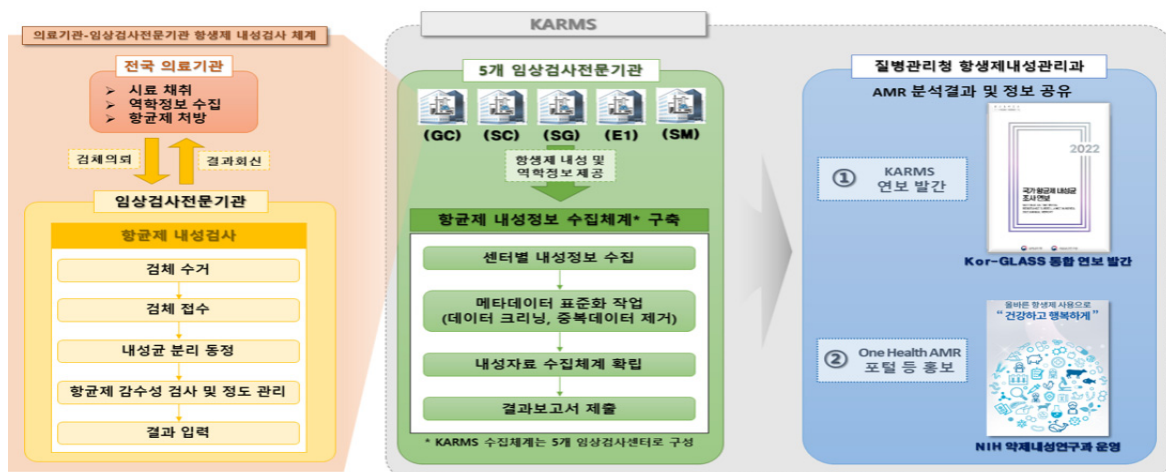 의료기관-임상검사전문기관 항생제 내성검사 체계
전국 의료기관
➢ 시료 채취
➢ 역학정보 수집
➢ 항균제 처방
검체의뢰
결과회신
임상검사전문기관
항균제 내성검사
검체 수거
검체 접수
내성균 분리 동정
항균제 감수성 검사 및 정도 관리
결과 입력
KARMS
5개 임상검사전문기관
(GC) (SC) (SG) (E1) (SM)
항생제 내성 및
역학정보 제공
항균제 내성정보 수집체계* 구축
센터별 내성정보 수집
메타데이터 표준화 작업
(데이터 크리닝, 중복데이터 제거)
내성자료 수집체계 확립
결과보고서 제출
* KARMS 수집체계는 5개 임상검사센터로 구성
질병관리청 항생제내성관리과
AMR 분석결과 및 정보 공유
① KARMS
연보 발간
2022
국가 항균제 내성균
조사 연보
Kor-GLASS 통합 연보 발간
② One Health AMR
포털 등 홍보
올바른 항생제 사용으로
“ 건강하고 행복하게 ”
NIH 약제내성연구과 운영